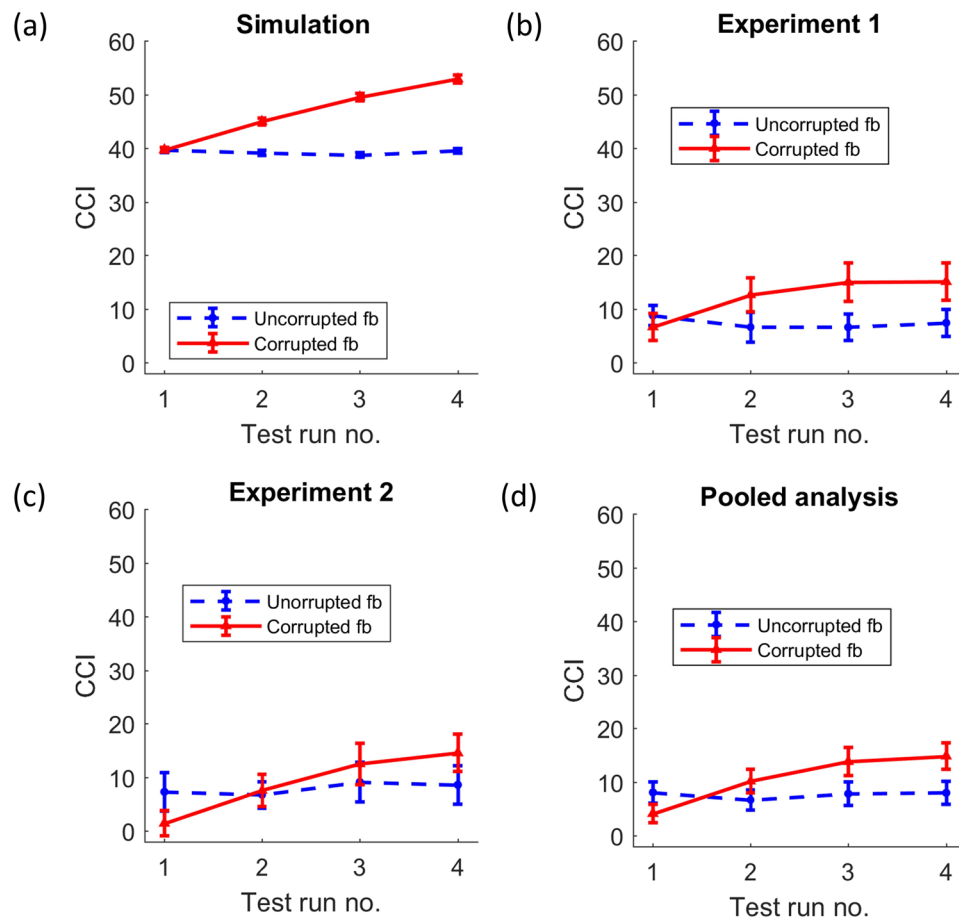 (a)
Simulation
60
50
40
30
20
10
0
CCI
Uncorrupted fb
Corrupted fb
1 2 3 4
Test run no.
(b)
Experiment 1
60
50
40
30
20
10
0
CCI
Uncorrupted fb
Corrupted fb
1 2 3 4
Test run no.
(c)
Experiment 2
60
50
40
30
20
10
0
CCI
Unorrupted fb
Corrupted fb
1 2 3 4
Test run no.
(d)
Pooled analysis
60
50
40
30
20
10
0
CCI
Uncorrupted fb
Corrupted fb
1 2 3 4
Test run no.